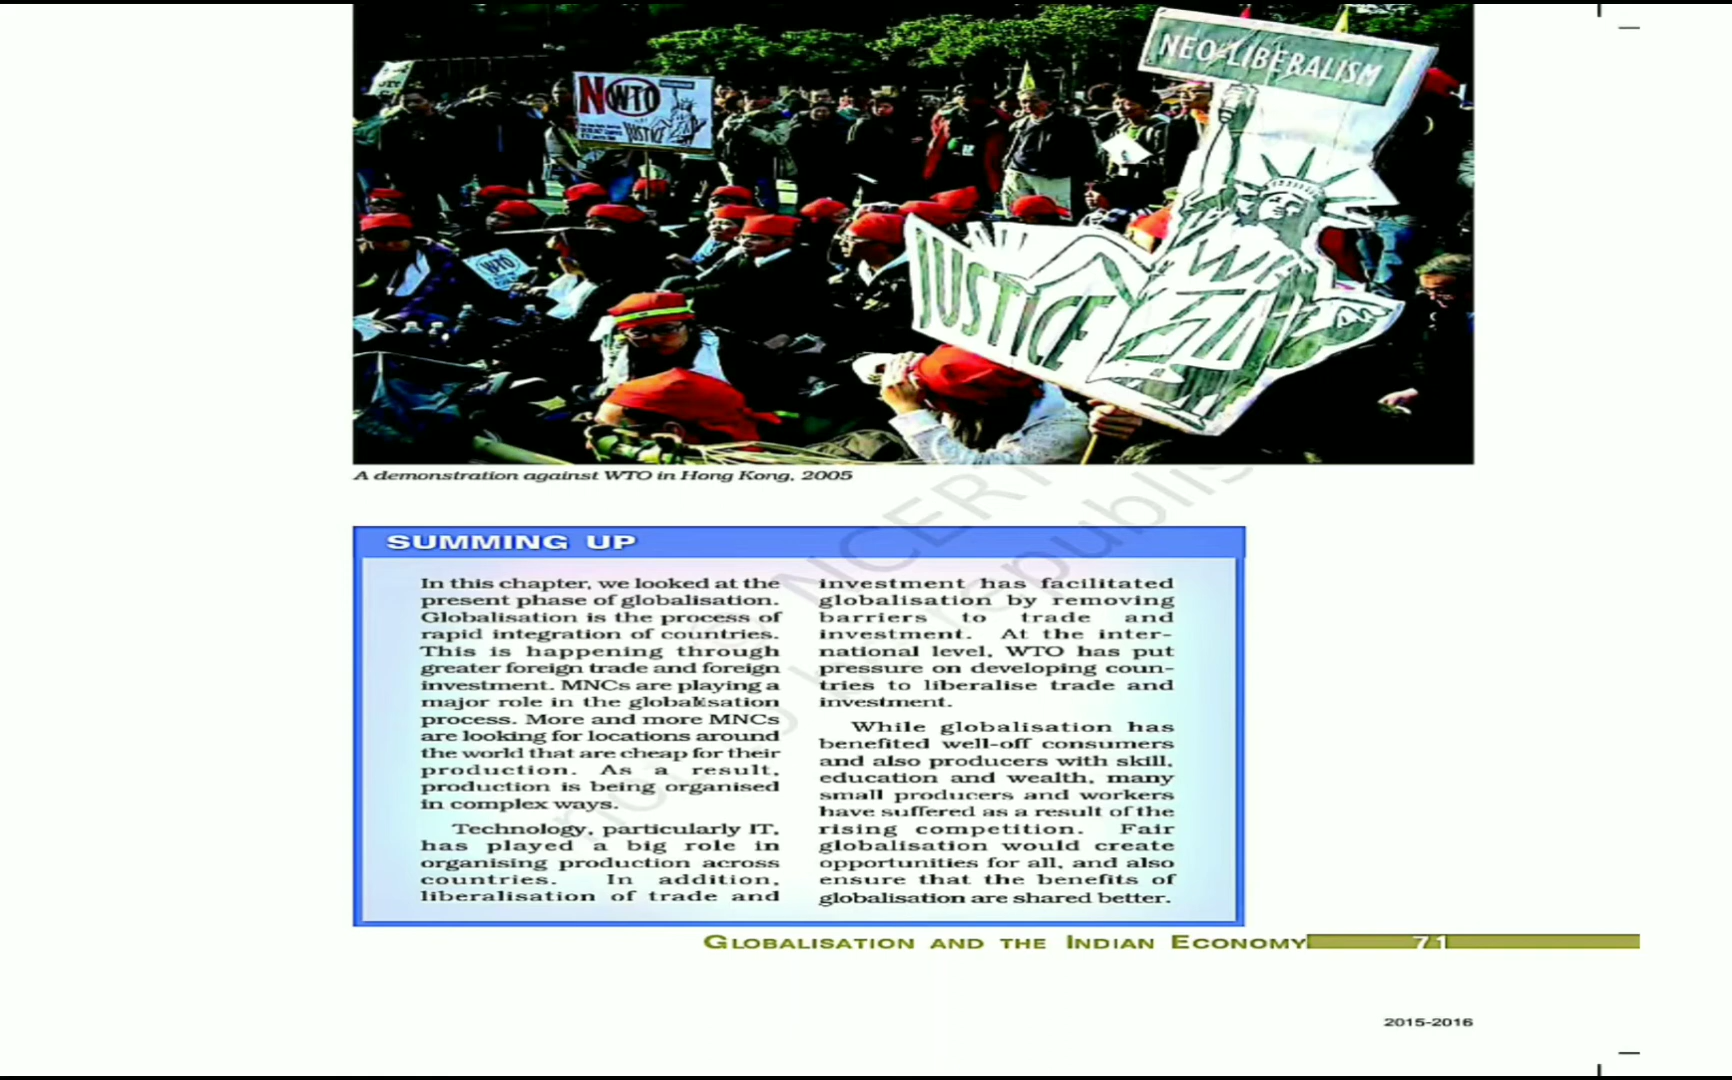 NEO-LIBERALISM
NO WTO
JUSTICE
WTO
JUSTICE
A demonstration against WTO in Hong Kong, 2005
SUMMING UP
In this chapter, we looked at the
present phase of globalisation.
Globalisation is the process of
rapid integration of countries.
This is happening through
greater foreign trade and foreign
investment. MNCs are playing a
major role in the globalisation
process. More and more MNCs
are looking for locations around
the world that are cheap for their
production. As a result,
production is being organised
in complex ways.
Technology, particularly IT,
has played a big role in
organising production across
countries. In addition,
liberalisation of trade and
investment has facilitated
globalisation by removing
barriers to trade and
investment. At the inter-
national level, WTO has put
pressure on developing coun-
tries to liberalise trade and
investment.
While globalisation has
benefited well-off consumers
and also producers with skill,
education and wealth, many
small producers and workers
have suffered as a result of the
rising competition. Fair
globalisation would create
opportunities for all, and also
ensure that the benefits of
globalisation are shared better.
NCERT
not
republis
GLOBALISATION AND THE INDIAN ECONOMY 71
2015-2016